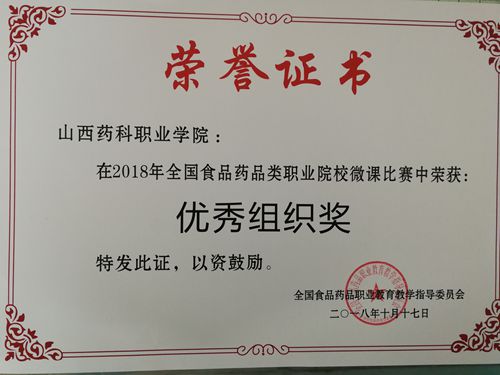 荣誉证书
山西药科职业学院：
在2018年全国食品药品类职业院校微课比赛中荣获：
优秀组织奖
特发此证，以资鼓励。
全国食品药品职业教育教学指导委员会
二〇一八年十月十七日